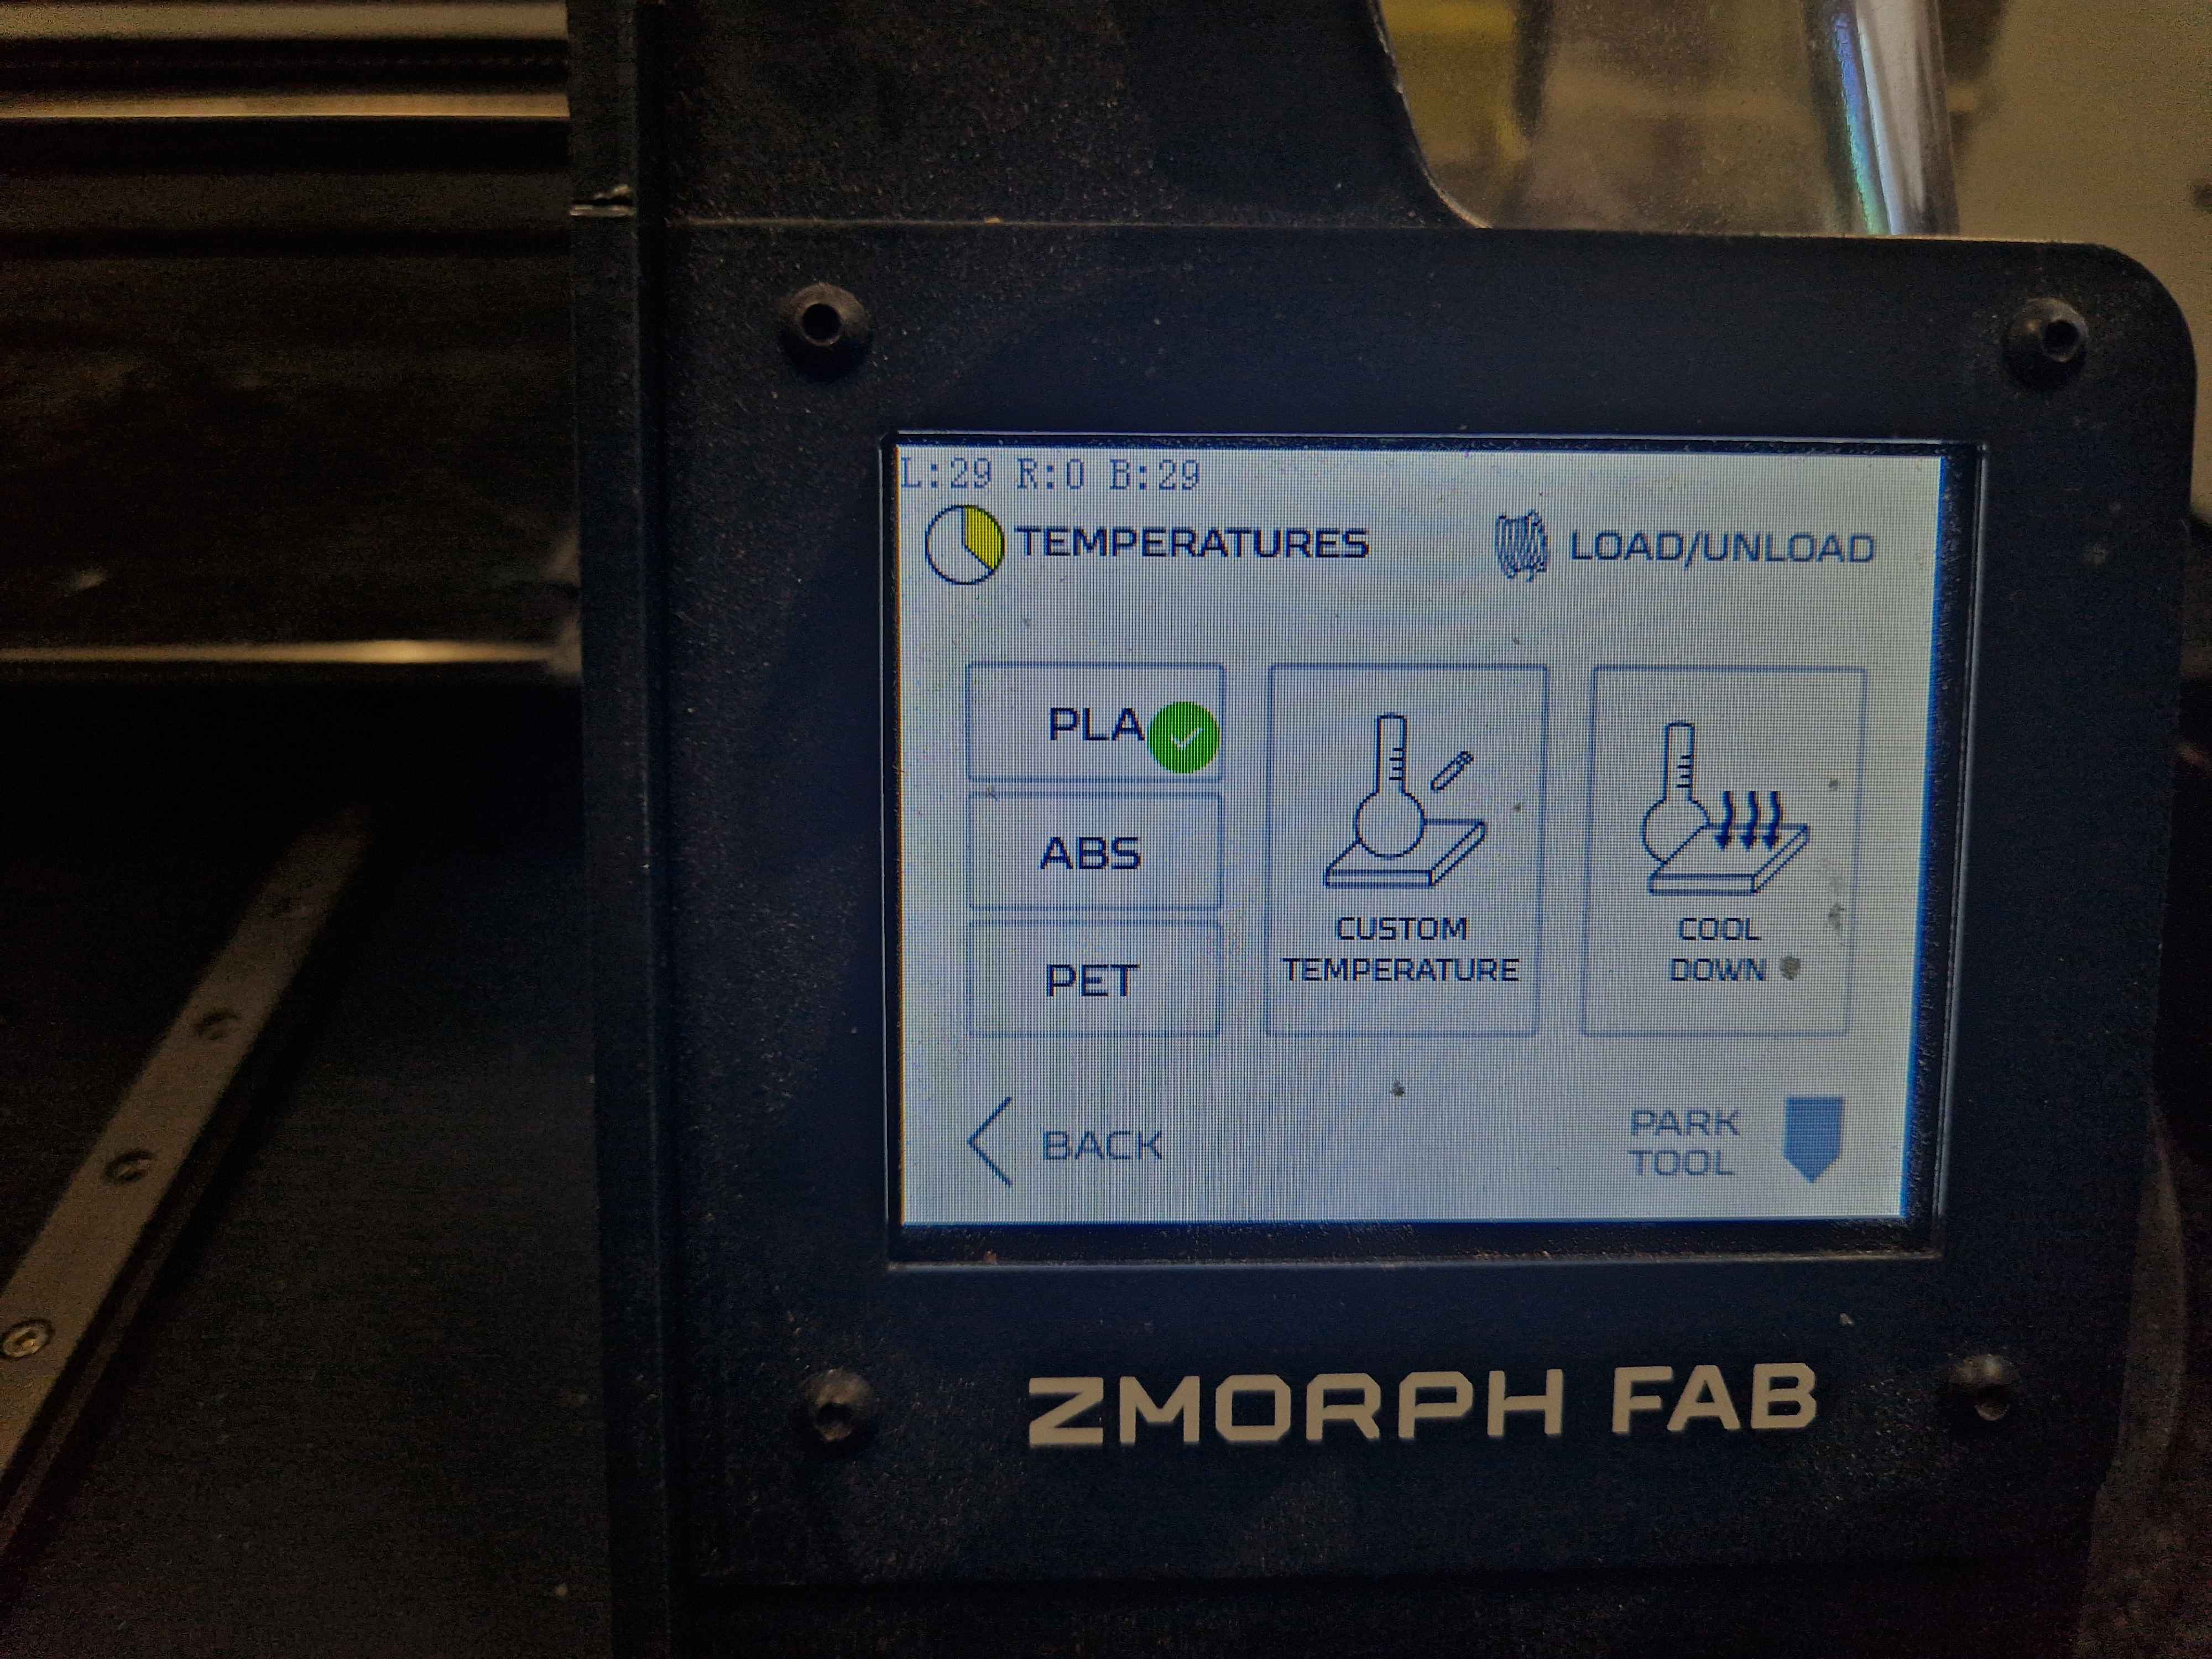 L:29 R:0 B:29
TEMPERATURES
LOAD/UNLOAD
PLA
ABS
PET
CUSTOM
TEMPERATURE
COOL
DOWN
BACK
PARK
TOOL
ZMORPH FAB